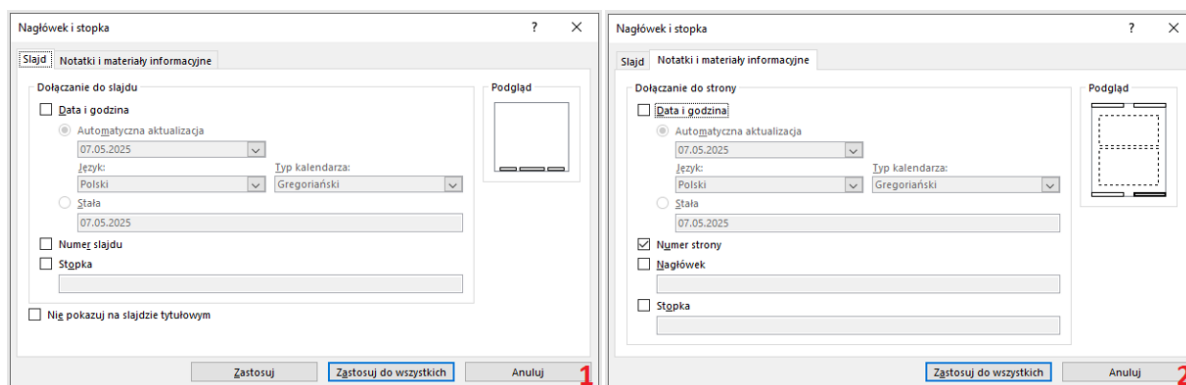 Nagłówek i stopka ? ×
Slajd Notatki i materiały informacyjne
Dołączanie do slajdu Podgląd
Data i godzina
Automatyczna aktualizacja
07.05.2025
Język: Typ kalendarza:
Polski Gregoriański
Stała
07.05.2025
Numer slajdu
Stopka
Nie pokazuj na slajdzie tytułowym
Zastosuj Zastosuj do wszystkich Anuluj 1
Nagłówek i stopka ? ×
Slajd Notatki i materiały informacyjne
Dołączanie do strony Podgląd
Data i godzina
Automatyczna aktualizacja
07.05.2025
Język: Typ kalendarza:
Polski Gregoriański
Stała
07.05.2025
Numer strony
Nagłówek
Stopka
Zastosuj do wszystkich Anuluj 2